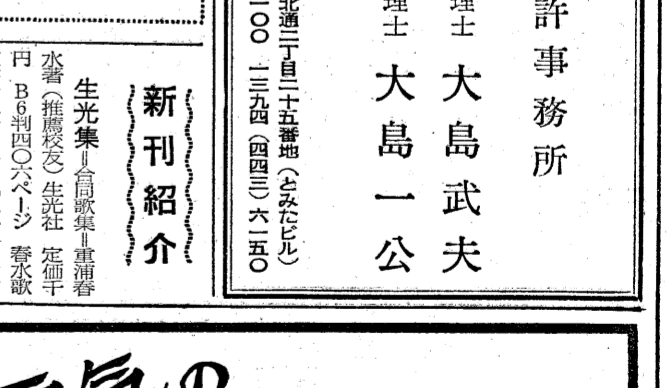 許事務所
理士 大島武夫
理士 大島一公
北通二丁目二十五番地(とみたビル)
一〇〇 一三九四(四四三)六一五〇
新刊紹介
生光集=合同歌集=重浦春
水著(推薦校友)生光社 定価千
円 B6判四〇六ページ 春水歌
気の